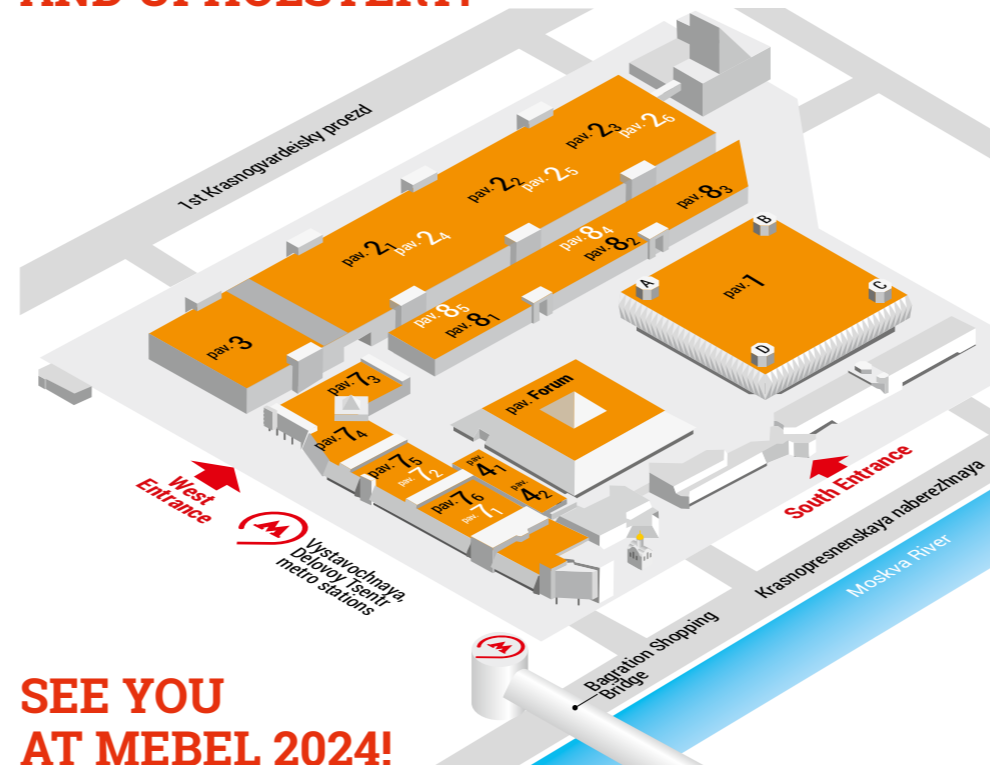 AND UPHOLSTERY!
1st Krasnogvardeisky proezd
pav. 2₃ pav. 2₆
pav. 2₂ pav. 2₅
pav. 8₃
pav. 2₁ pav. 2₄
pav. 8₄
pav. 8₂
B
pav. 1
A
C
D
pav. 8₅
pav. 8₁
pav. 3
pav. 7₃
pav. Forum
pav. 7₄
pav. 7₅
pav. 7₂
pav. 4₁
pav. 4₂
pav. 7₆
pav. 7₁
West
Entrance
South Entrance
Vystavochnaya,
Delovoy Tsentr
metro stations
Krasnopresnenskaya naberezhnaya
Moskva River
Bagration Shopping
Bridge
SEE YOU
AT MEBEL 2024!